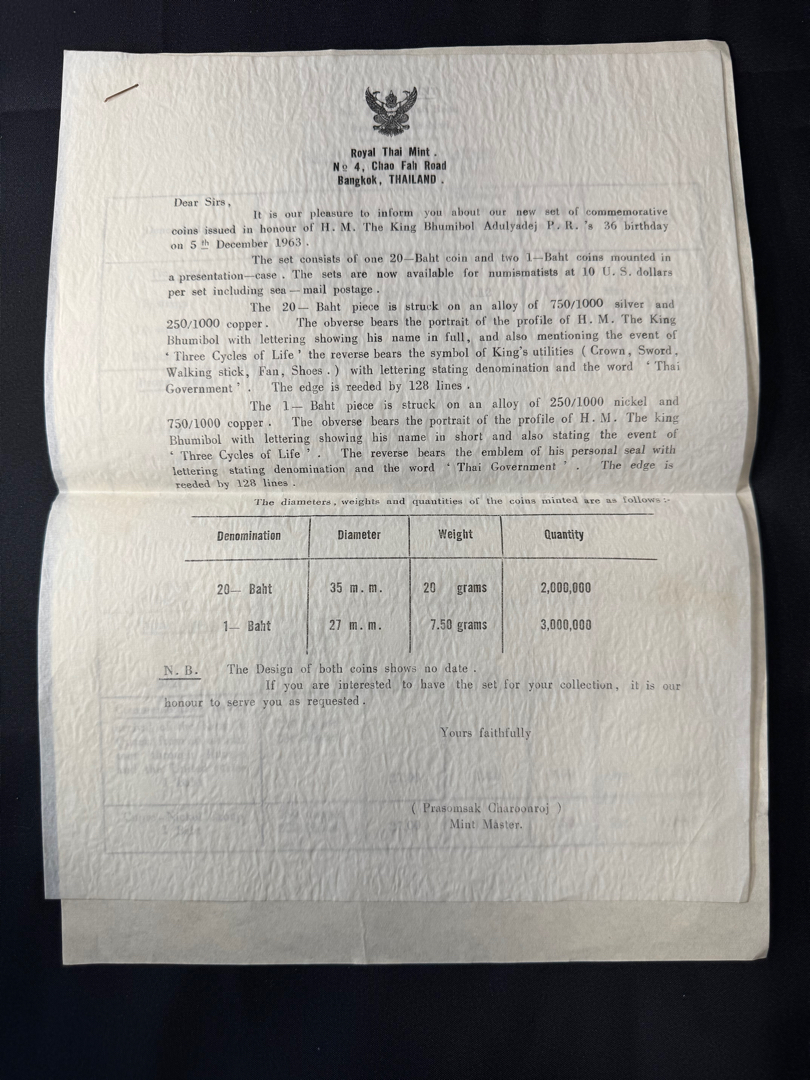 Royal Thai Mint .
No 4, Chao Fah Road
Bangkok, THAILAND .
Dear Sirs,
It is our pleasure to inform you about our new set of commemorative
coins issued in honour of H. M. The King Bhumibol Adulyadej P. R. 's 36 birthday
on 5 th December 1963 .
The set consists of one 20—Baht coin and two 1—Baht coins mounted in
a presentation—case . The sets are now available for numismatists at 10 U. S. dollars
per set including sea—mail postage .
The 20— Baht piece is struck on an alloy of 750/1000 silver and
250/1000 copper . The obverse bears the portrait of the profile of H. M. The King
Bhumibol with lettering showing his name in full, and also mentioning the event of
' Three Cycles of Life ' the reverse bears the symbol of King's utilities ( Crown, Sword,
Walking stick, Fan, Shoes . ) with lettering stating denomination and the word ' Thai
Government ' . The edge is reeded by 128 lines .
The 1— Baht piece is struck on an alloy of 250/1000 nickel and
750/1000 copper . The obverse bears the portrait of the profile of H. M. The king
Bhumibol with lettering showing his name in short and also stating the event of
' Three Cycles of Life ' . The reverse bears the emblem of his personal seal with
lettering stating denomination and the word ' Thai Government ' . The edge is
reeded by 128 lines .
The diameters, weights and quantities of the coins minted are as follows :-
Denomination Diameter Weight Quantity
20— Baht 35 m. m. 20 grams 2,000,000
1— Baht 27 m. m. 7.50 grams 3,000,000
N. B. The Design of both coins shows no date .
If you are interested to have the set for your collection, it is our
honour to serve you as requested .
Yours faithfully
( Prasomsak Charoonroj )
Mint Master.